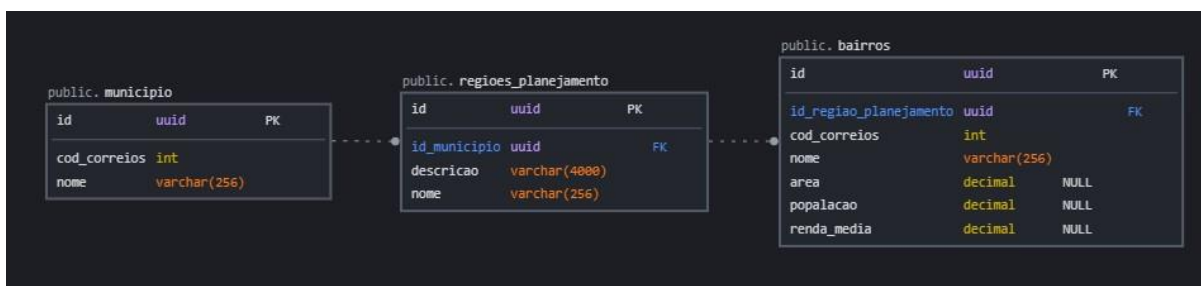 public. municipio
id uuid PK
cod_correios int
nome varchar(256)
public. regioes_planejamento
id uuid PK
id_municipio uuid FK
descricao varchar(4000)
nome varchar(256)
public. bairros
id uuid PK
id_regiao_planejamento uuid FK
cod_correios int
nome varchar(256)
area decimal NULL
popalacao decimal NULL
renda_media decimal NULL